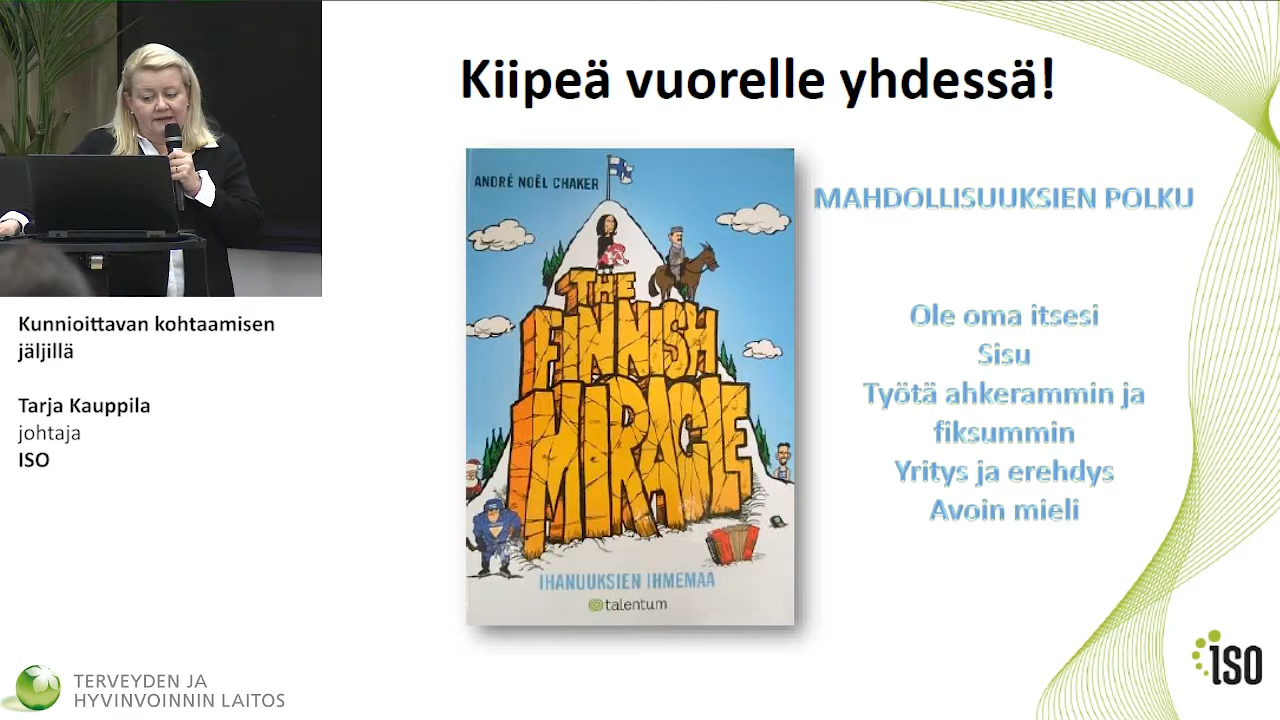 Kiipeä vuorelle yhdessä!
ANDRÉ NOËL CHAKER
THE
FINNISH
MIRACLE
IHANUUKSIEN IHMEMAA
talentum
MAHDOLLISUUKSIEN POLKU
Ole oma itsesi
Sisu
Työtä ahkerammin ja
fiksummin
Yritys ja erehdys
Avoin mieli
Kunnioittavan kohtaamisen
jäljillä
Tarja Kauppila
johtaja
ISO
TERVEYDEN JA
HYVINVOINNIN LAITOS
iso